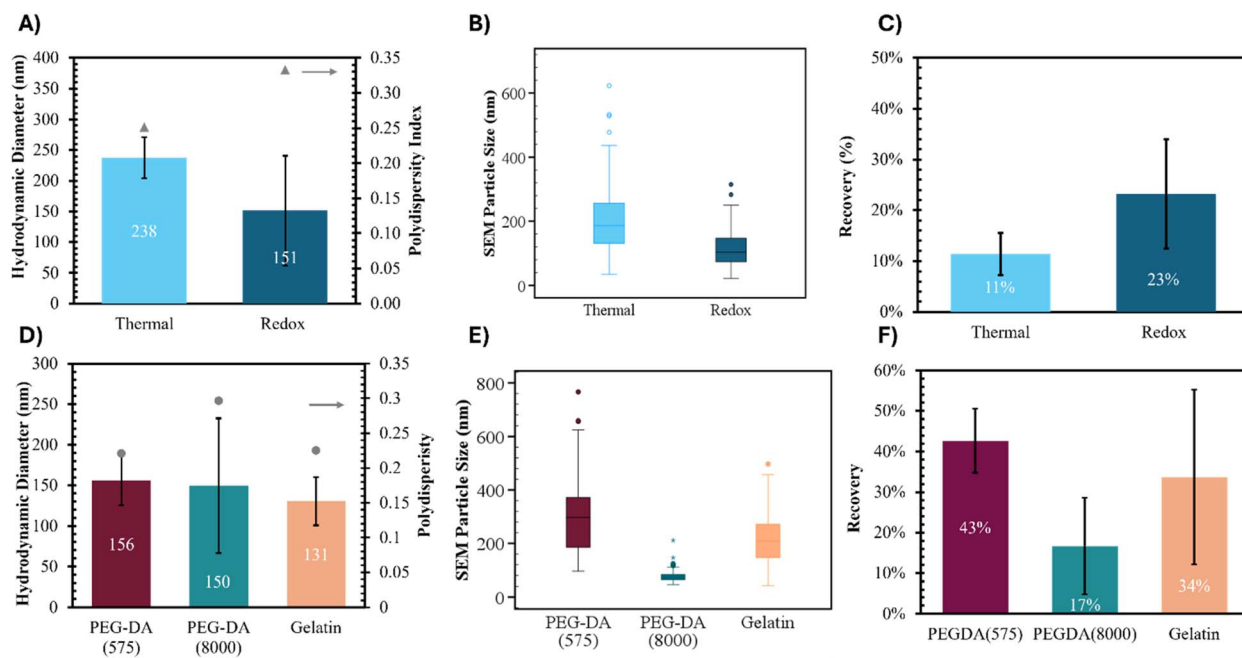 A)
Hydrodynamic Diameter (nm)
400
350
300
250
200
150
100
50
0
238
151
Thermal
Redox
0.35
0.30
0.25
0.20
0.15
0.10
0.05
0.00
Polydispersity Index
B)
SEM Particle Size (nm)
600
400
200
0
Thermal
Redox
C)
Recovery (%)
50%
40%
30%
20%
10%
0%
11%
23%
Thermal
Redox
D)
Hydrodynamic Diameter (nm)
300
250
200
150
100
50
0
156
150
131
PEG-DA
(575)
PEG-DA
(8000)
Gelatin
0.35
0.3
0.25
0.2
0.15
0.1
0.05
0
Polydisperisty
E)
SEM Particle Size (nm)
800
600
400
200
0
PEG-DA
(575)
PEG-DA
(8000)
Gelatin
F)
Recovery
60%
50%
40%
30%
20%
10%
0%
43%
17%
34%
PEGDA(575)
PEGDA(8000)
Gelatin